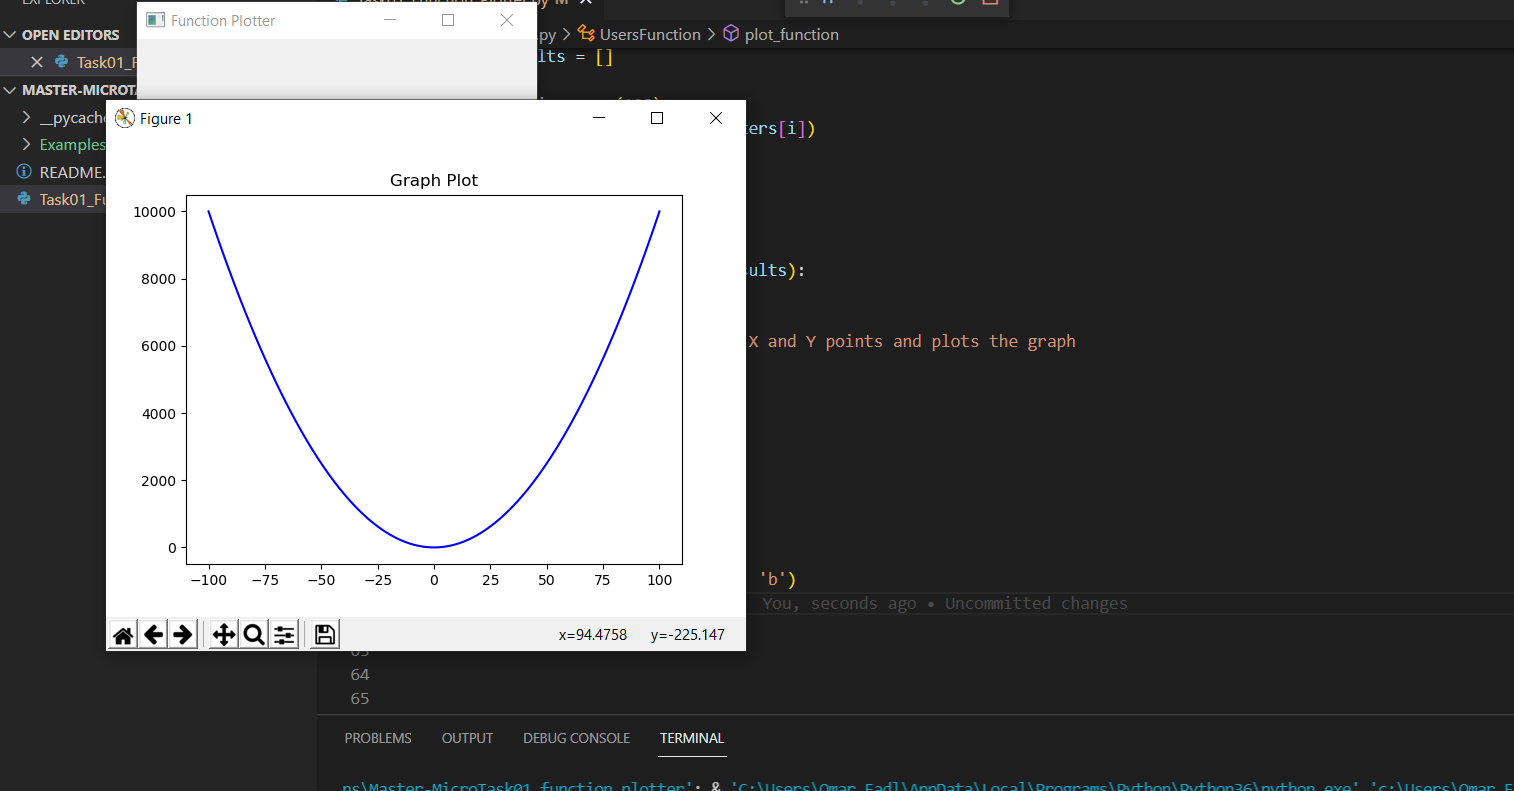 EXPLORER
Function Plotter
OPEN EDITORS
.py > UsersFunction > plot_function
Task01_F
lts = []
MASTER-MICROTA
__pycache
Figure 1
ers[i])
Examples
README.
Graph Plot
Task01_Fu
10000
8000
ults):
6000
X and Y points and plots the graph
4000
2000
0
−100 −75 −50 −25 0 25 50 75 100
'b')
You, seconds ago • Uncommitted changes
x=94.4758 y=-225.147
64
65
PROBLEMS OUTPUT DEBUG CONSOLE TERMINAL
ns\Master-MicroTask01_function_plotter'; & 'C:\Users\Omar Fadl\AppData\Local\Programs\Python\Python36\python.exe' 'c:\Users\Omar F